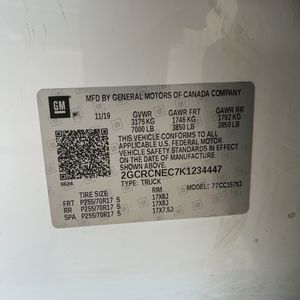 GM
MFD BY GENERAL MOTORS OF CANADA COMPANY
11/19 GVWR GAWR FRT GAWR RR
3175 KG 1746 KG 1792 KG
7000 LB 3850 LB 3950 LB
THIS VEHICLE CONFORMS TO ALL
APPLICABLE U.S. FEDERAL MOTOR
VEHICLE SAFETY STANDARDS IN EFFECT
ON THE DATE OF MANUFACTURE
SHOWN ABOVE.
2GCRCNEC7K1234447
TYPE: TRUCK MODEL: 77CC15753
TIRE SIZE RIM
FRT P255/70R17 S 17X8J
RR P255/70R17 S 17X8J
SPA P255/70R17 S 17X7.5J